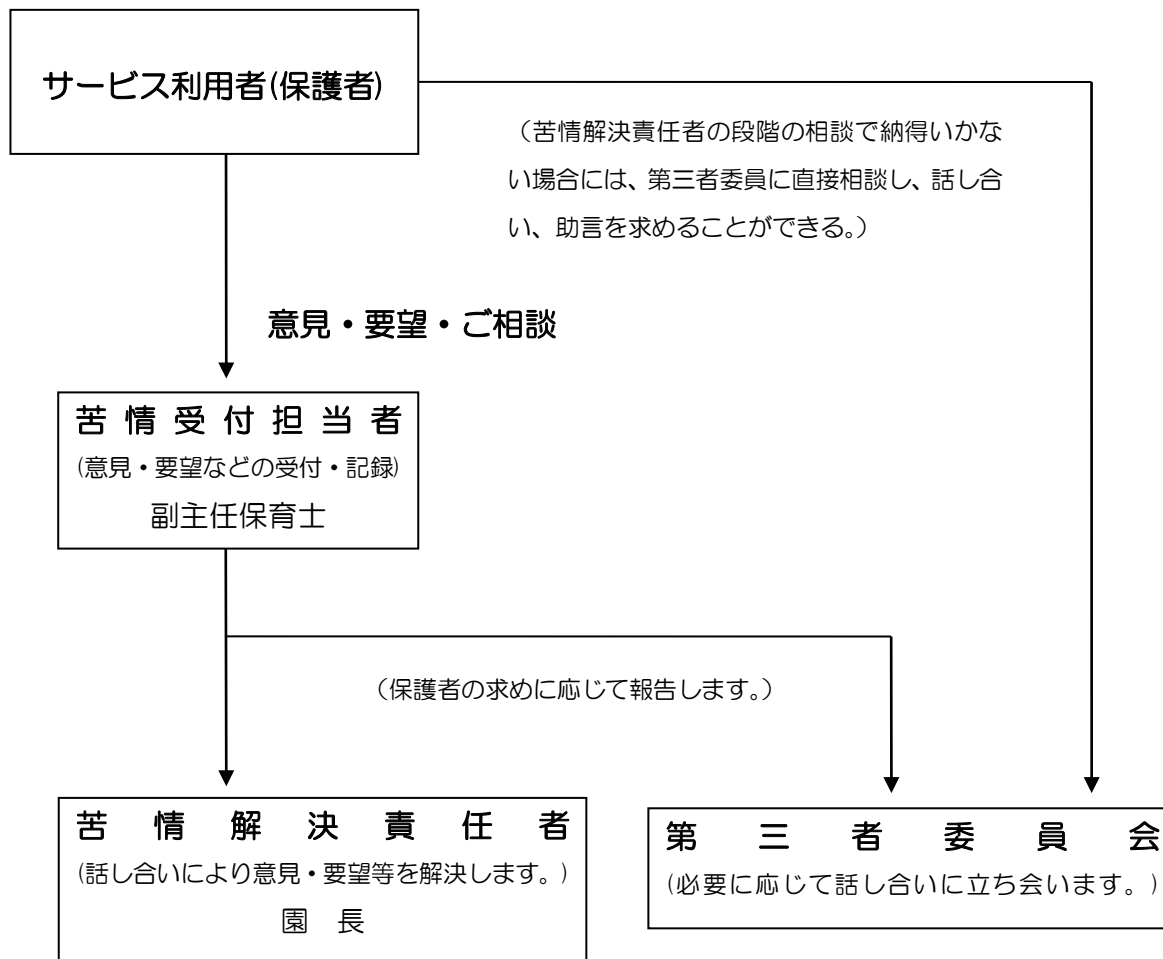 サービス利用者(保護者)
（苦情解決責任者の段階の相談で納得いかな
い場合には、第三者委員に直接相談し、話し合
い、助言を求めることができる。）
意見・要望・ご相談
苦情受付担当者
(意見・要望などの受付・記録)
副主任保育士
（保護者の求めに応じて報告します。）
苦情解決責任者
(話し合いにより意見・要望等を解決します。)
園　長
第三者委員会
(必要に応じて話し合いに立ち会います。)